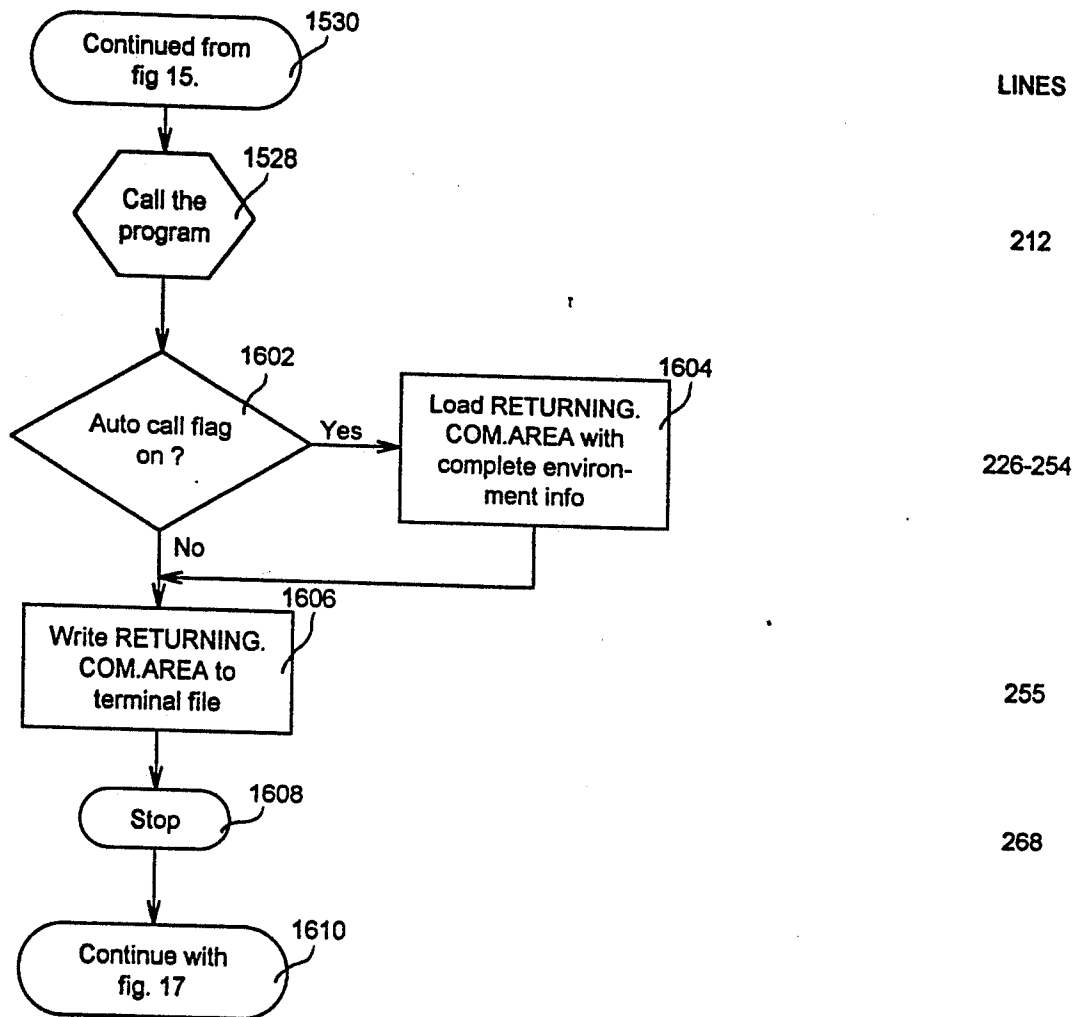 1530
Continued from
fig 15.
LINES
1528
Call the
program
212
1602
Auto call flag
on ?
Yes
1604
Load RETURNING.
COM.AREA with
complete environ-
ment info
226-254
No
1606
Write RETURNING.
COM.AREA to
terminal file
255
1608
Stop
268
1610
Continue with
fig. 17